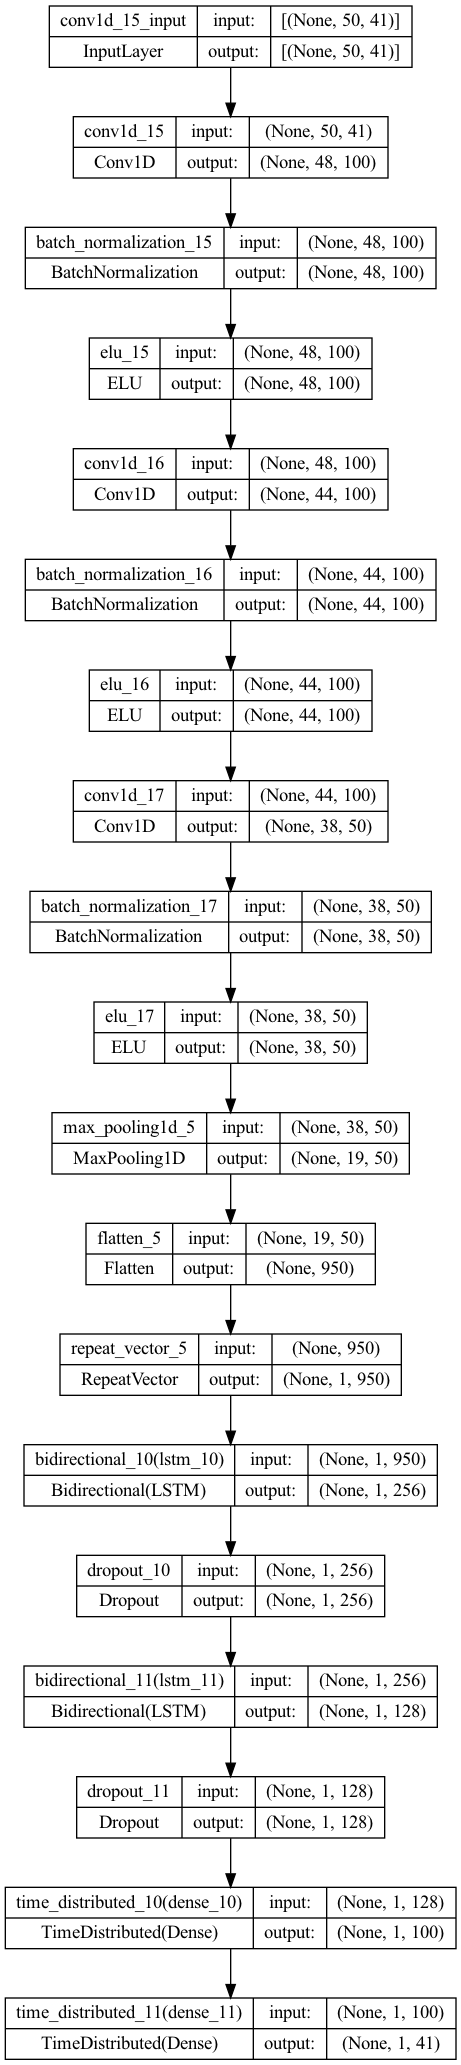 conv1d_15_input input: [(None, 50, 41)]
InputLayer output: [(None, 50, 41)]
conv1d_15 input: (None, 50, 41)
Conv1D output: (None, 48, 100)
batch_normalization_15 input: (None, 48, 100)
BatchNormalization output: (None, 48, 100)
elu_15 input: (None, 48, 100)
ELU output: (None, 48, 100)
conv1d_16 input: (None, 48, 100)
Conv1D output: (None, 44, 100)
batch_normalization_16 input: (None, 44, 100)
BatchNormalization output: (None, 44, 100)
elu_16 input: (None, 44, 100)
ELU output: (None, 44, 100)
conv1d_17 input: (None, 44, 100)
Conv1D output: (None, 38, 50)
batch_normalization_17 input: (None, 38, 50)
BatchNormalization output: (None, 38, 50)
elu_17 input: (None, 38, 50)
ELU output: (None, 38, 50)
max_pooling1d_5 input: (None, 38, 50)
MaxPooling1D output: (None, 19, 50)
flatten_5 input: (None, 19, 50)
Flatten output: (None, 950)
repeat_vector_5 input: (None, 950)
RepeatVector output: (None, 1, 950)
bidirectional_10(lstm_10) input: (None, 1, 950)
Bidirectional(LSTM) output: (None, 1, 256)
dropout_10 input: (None, 1, 256)
Dropout output: (None, 1, 256)
bidirectional_11(lstm_11) input: (None, 1, 256)
Bidirectional(LSTM) output: (None, 1, 128)
dropout_11 input: (None, 1, 128)
Dropout output: (None, 1, 128)
time_distributed_10(dense_10) input: (None, 1, 128)
TimeDistributed(Dense) output: (None, 1, 100)
time_distributed_11(dense_11) input: (None, 1, 100)
TimeDistributed(Dense) output: (None, 1, 41)